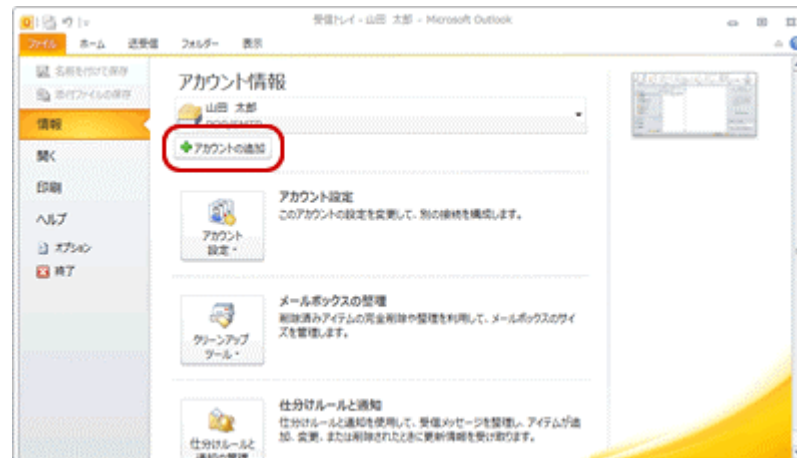 受信トレイ - 山田 太郎 - Microsoft Outlook
ファイル ホーム 送受信 フォルダー 表示
名前を付けて保存
添付ファイルの保存
情報
開く
印刷
ヘルプ
オプション
終了
アカウント情報
山田 太郎
POP/SMTP
アカウントの追加
アカウント設定
このアカウントの設定を変更して、別の接続を構成します。
アカウント
設定
メールボックスの整理
削除済みアイテムの完全削除や整理を利用して、メールボックスのサイ
ズを管理します。
クリーンアップ
ツール
仕分けルールと通知
仕分けルールと通知を使用して、受信メッセージを整理し、アイテムが追
加、変更、または削除されたときに更新情報を受け取ります。
仕分けルールと
通知の管理